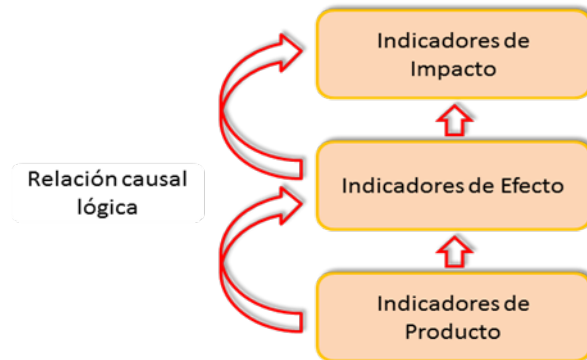 Indicadores de
Impacto
Indicadores de Efecto
Relación causal
lógica
Indicadores de
Producto